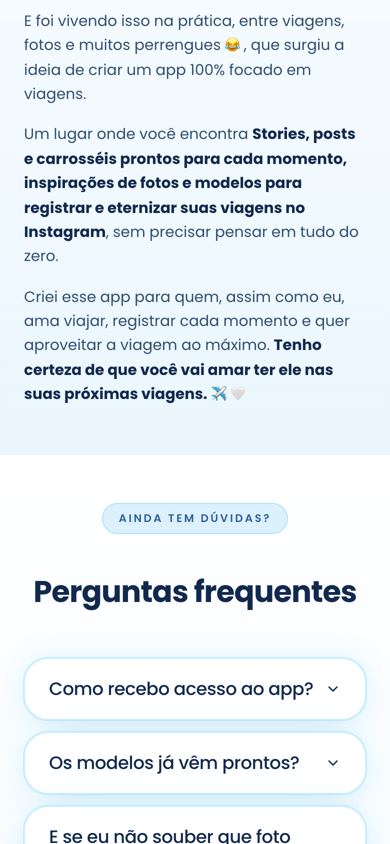 E foi vivendo isso na prática, entre viagens,
fotos e muitos perrengues 😂 , que surgiu a
ideia de criar um app 100% focado em
viagens.
Um lugar onde você encontra Stories, posts
e carrosséis prontos para cada momento,
inspirações de fotos e modelos para
registrar e eternizar suas viagens no
Instagram, sem precisar pensar em tudo do
zero.
Criei esse app para quem, assim como eu,
ama viajar, registrar cada momento e quer
aproveitar a viagem ao máximo. Tenho
certeza de que você vai amar ter ele nas
suas próximas viagens. ✈️🤍
AINDA TEM DÚVIDAS?
Perguntas frequentes
Como recebo acesso ao app?
Os modelos já vêm prontos?
E se eu não souber que foto